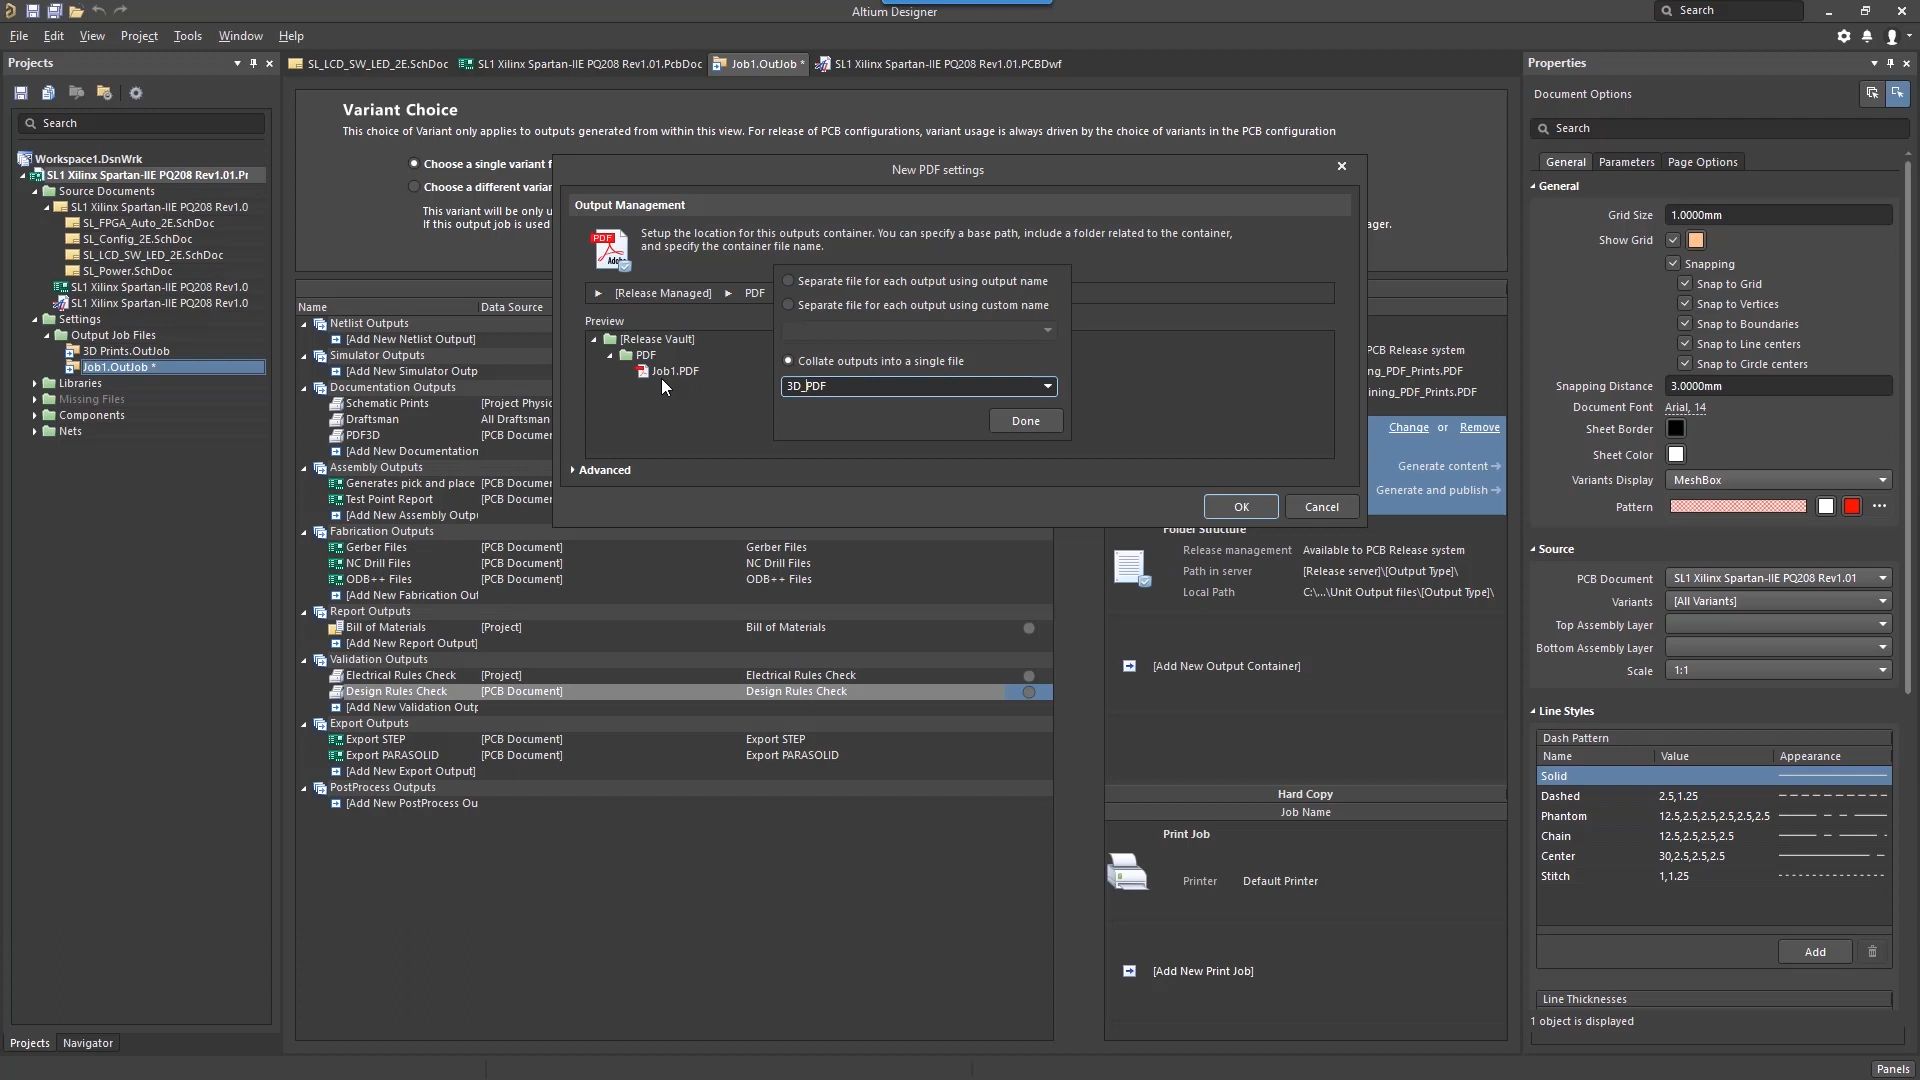 Altium Designer
Search
File Edit View Project Tools Window Help
Projects
Search
Workspace1.DsnWrk
SL1 Xilinx Spartan-IIE PQ208 Rev1.01.Pr
Source Documents
SL1 Xilinx Spartan-IIE PQ208 Rev1.0
SL_FPGA_Auto_2E.SchDoc
SL_Config_2E.SchDoc
SL_LCD_SW_LED_2E.SchDoc
SL_Power.SchDoc
SL1 Xilinx Spartan-IIE PQ208 Rev1.0
SL1 Xilinx Spartan-IIE PQ208 Rev1.0
Settings
Output Job Files
3D Prints.OutJob
Job1.OutJob *
Libraries
Missing Files
Components
Nets
Projects Navigator
SL_LCD_SW_LED_2E.SchDoc SL1 Xilinx Spartan-IIE PQ208 Rev1.01.PcbDoc Job1.OutJob * SL1 Xilinx Spartan-IIE PQ208 Rev1.01.PCBDwf
Variant Choice
This choice of Variant only applies to outputs generated from within this view. For release of PCB configurations, variant usage is always driven by the choice of variants in the PCB configuration
Choose a single variant f
Choose a different varian
This variant will be only u
If this output job is used
ager.
Name Data Source
Netlist Outputs
[Add New Netlist Output]
Simulator Outputs
[Add New Simulator Outp
Documentation Outputs
Schematic Prints [Project Physic
Draftsman All Draftsman
PDF3D [PCB Documen
[Add New Documentation
Assembly Outputs
Generates pick and place [PCB Documen
Test Point Report [PCB Documen
[Add New Assembly Outpu
Fabrication Outputs
Gerber Files [PCB Document] Gerber Files
NC Drill Files [PCB Document] NC Drill Files
ODB++ Files [PCB Document] ODB++ Files
[Add New Fabrication Out
Report Outputs
Bill of Materials [Project] Bill of Materials
[Add New Report Output]
Validation Outputs
Electrical Rules Check [Project] Electrical Rules Check
Design Rules Check [PCB Document] Design Rules Check
[Add New Validation Outp
Export Outputs
Export STEP [PCB Document] Export STEP
Export PARASOLID [PCB Document] Export PARASOLID
[Add New Export Output]
PostProcess Outputs
[Add New PostProcess Ou
New PDF settings
Output Management
PDF
Adobe
Setup the location for this outputs container. You can specify a base path, include a folder related to the container,
and specify the container file name.
[Release Managed] PDF
Preview
[Release Vault]
PDF
Job1.PDF
Separate file for each output using output name
Separate file for each output using custom name
Collate outputs into a single file
3D_PDF
Done
Advanced
OK Cancel
PCB Release system
ng_PDF_Prints.PDF
ining_PDF_Prints.PDF
Change or Remove
Generate content
Generate and publish
Folder Structure
Release management Available to PCB Release system
Path in server [Release server]\[Output Type]\
Local Path C:\...\Unit Output files\[Output Type]\
[Add New Output Container]
Hard Copy
Job Name
Print Job
Printer Default Printer
[Add New Print Job]
Properties
Document Options
Search
General Parameters Page Options
General
Grid Size 1.0000mm
Show Grid
Snapping
Snap to Grid
Snap to Vertices
Snap to Boundaries
Snap to Line centers
Snap to Circle centers
Snapping Distance 3.0000mm
Document Font Arial, 14
Sheet Border
Sheet Color
Variants Display MeshBox
Pattern
Source
PCB Document SL1 Xilinx Spartan-IIE PQ208 Rev1.01
Variants [All Variants]
Top Assembly Layer
Bottom Assembly Layer
Scale 1:1
Line Styles
Dash Pattern
Name Value Appearance
Solid
Dashed 2.5,1.25
Phantom 12.5,2.5,2.5,2.5,2.5,2.5
Chain 12.5,2.5,2.5,2.5
Center 30,2.5,2.5,2.5
Stitch 1,1.25
Add
Line Thicknesses
1 object is displayed
Panels